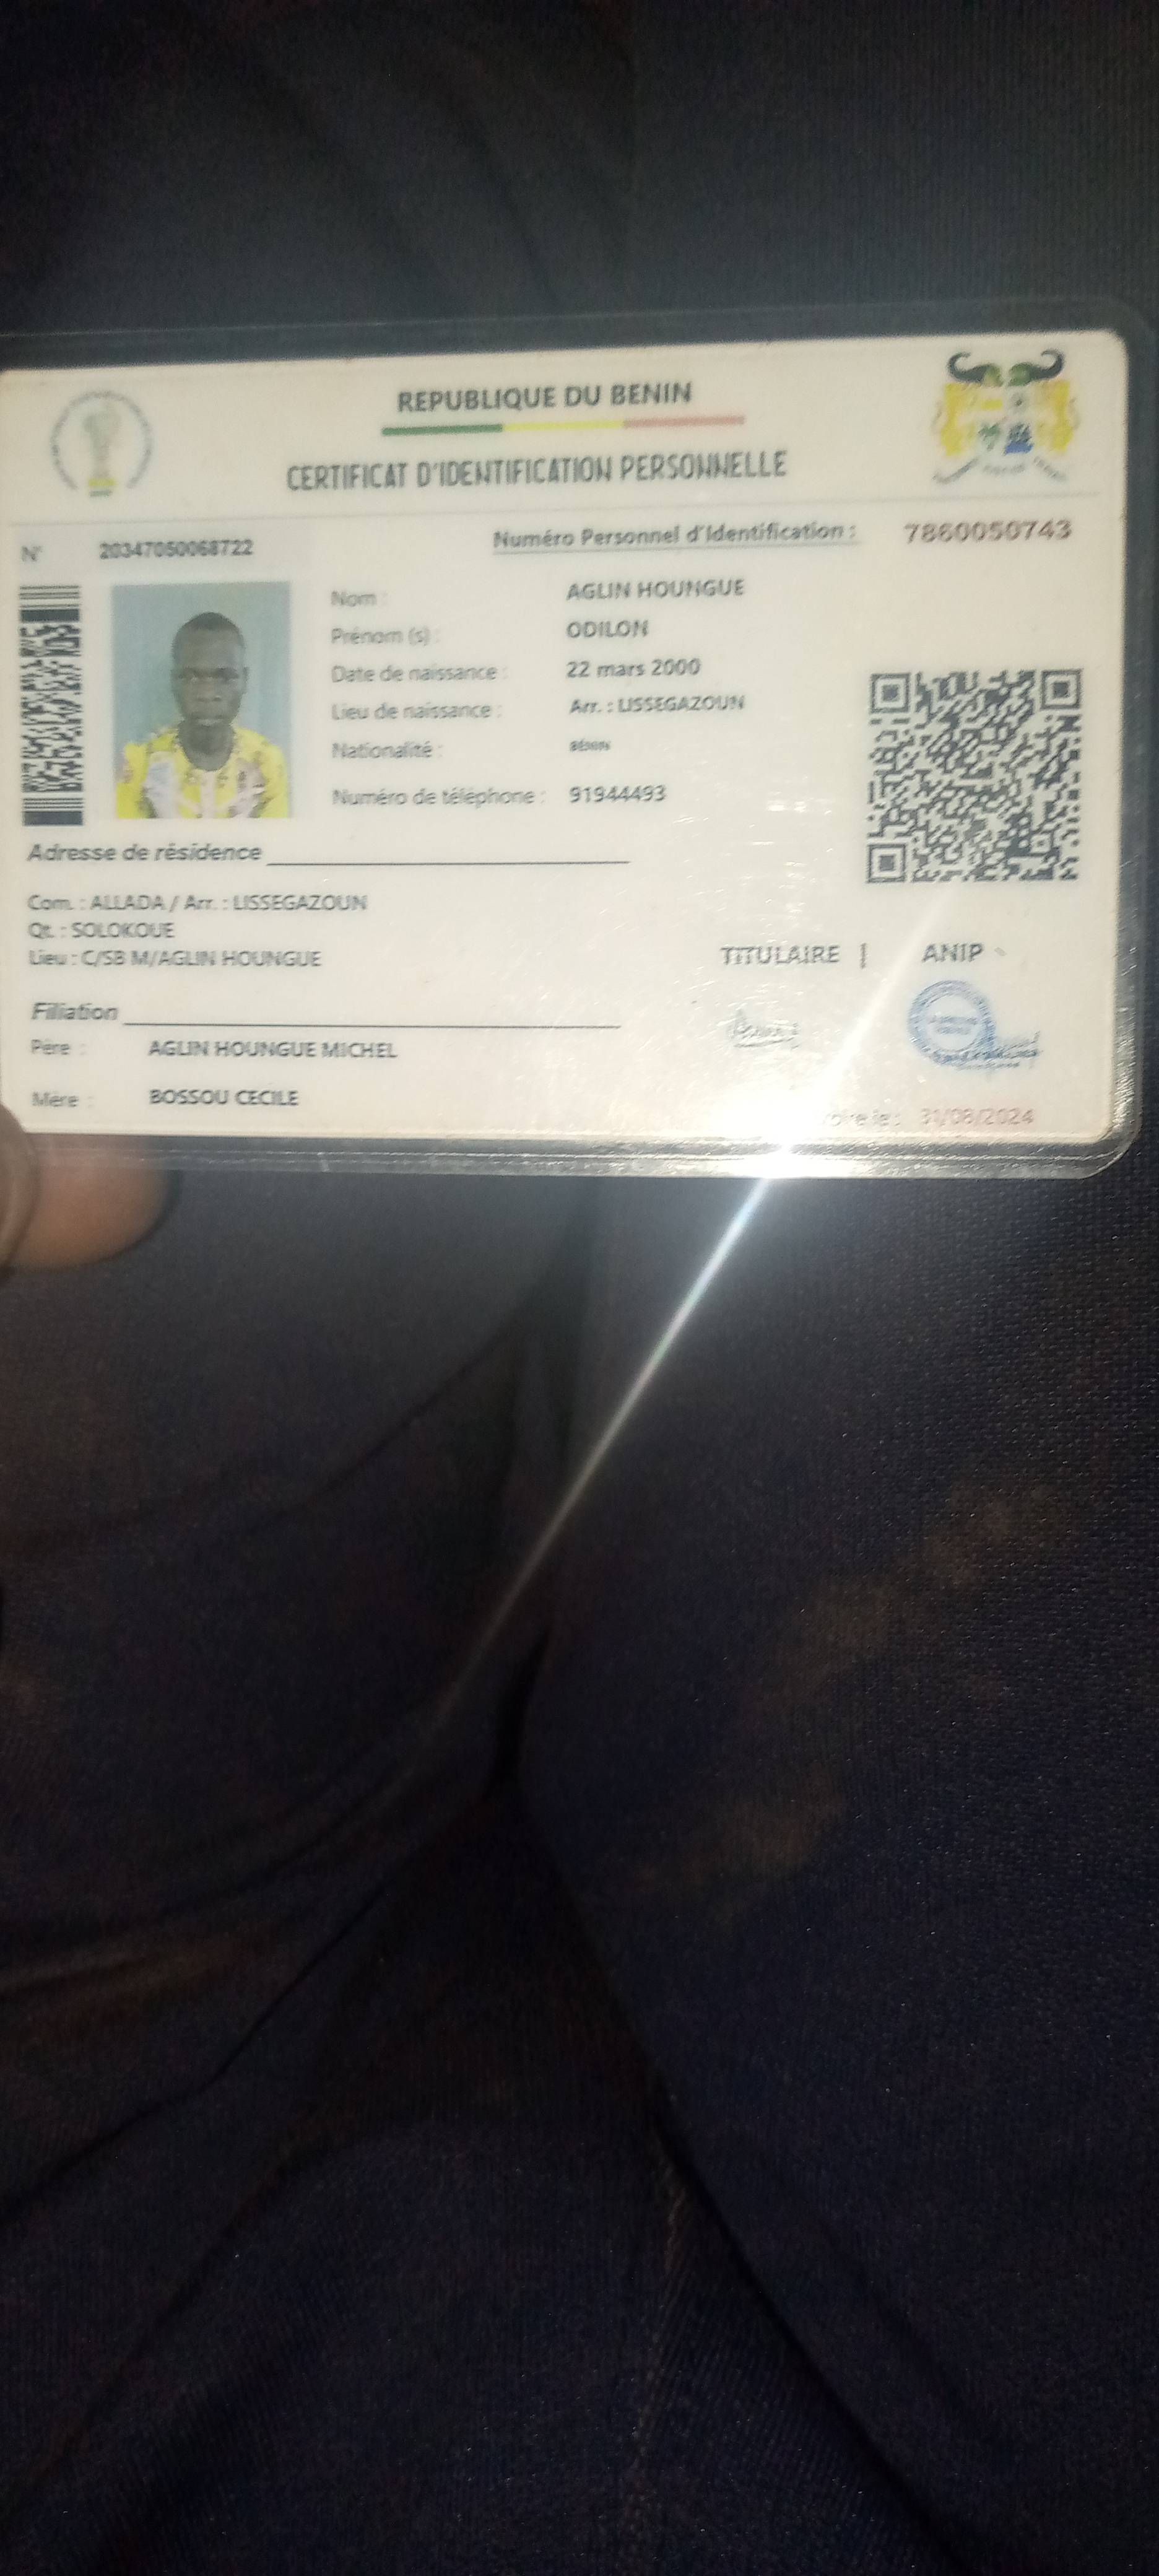 REPUBLIQUE DU BENIN
CERTIFICAT D'IDENTIFICATION PERSONNELLE
N° 20347050068722
Numéro Personnel d'Identification : 7860050743
Nom : AGLIN HOUNGUE
Prénom (s) : ODILON
Date de naissance : 22 mars 2000
Lieu de naissance : Arr. : LISSEGAZOUN
Nationalité : BÉNIN
Numéro de téléphone : 91944493
Adresse de résidence
Com. : ALLADA / Arr. : LISSEGAZOUN
Qt. : SOLOKOUE
Lieu : C/SB M/AGLIN HOUNGUE
TITULAIRE | ANIP
Filiation
Père : AGLIN HOUNGUE MICHEL
Mère : BOSSOU CECILE
31/08/2024